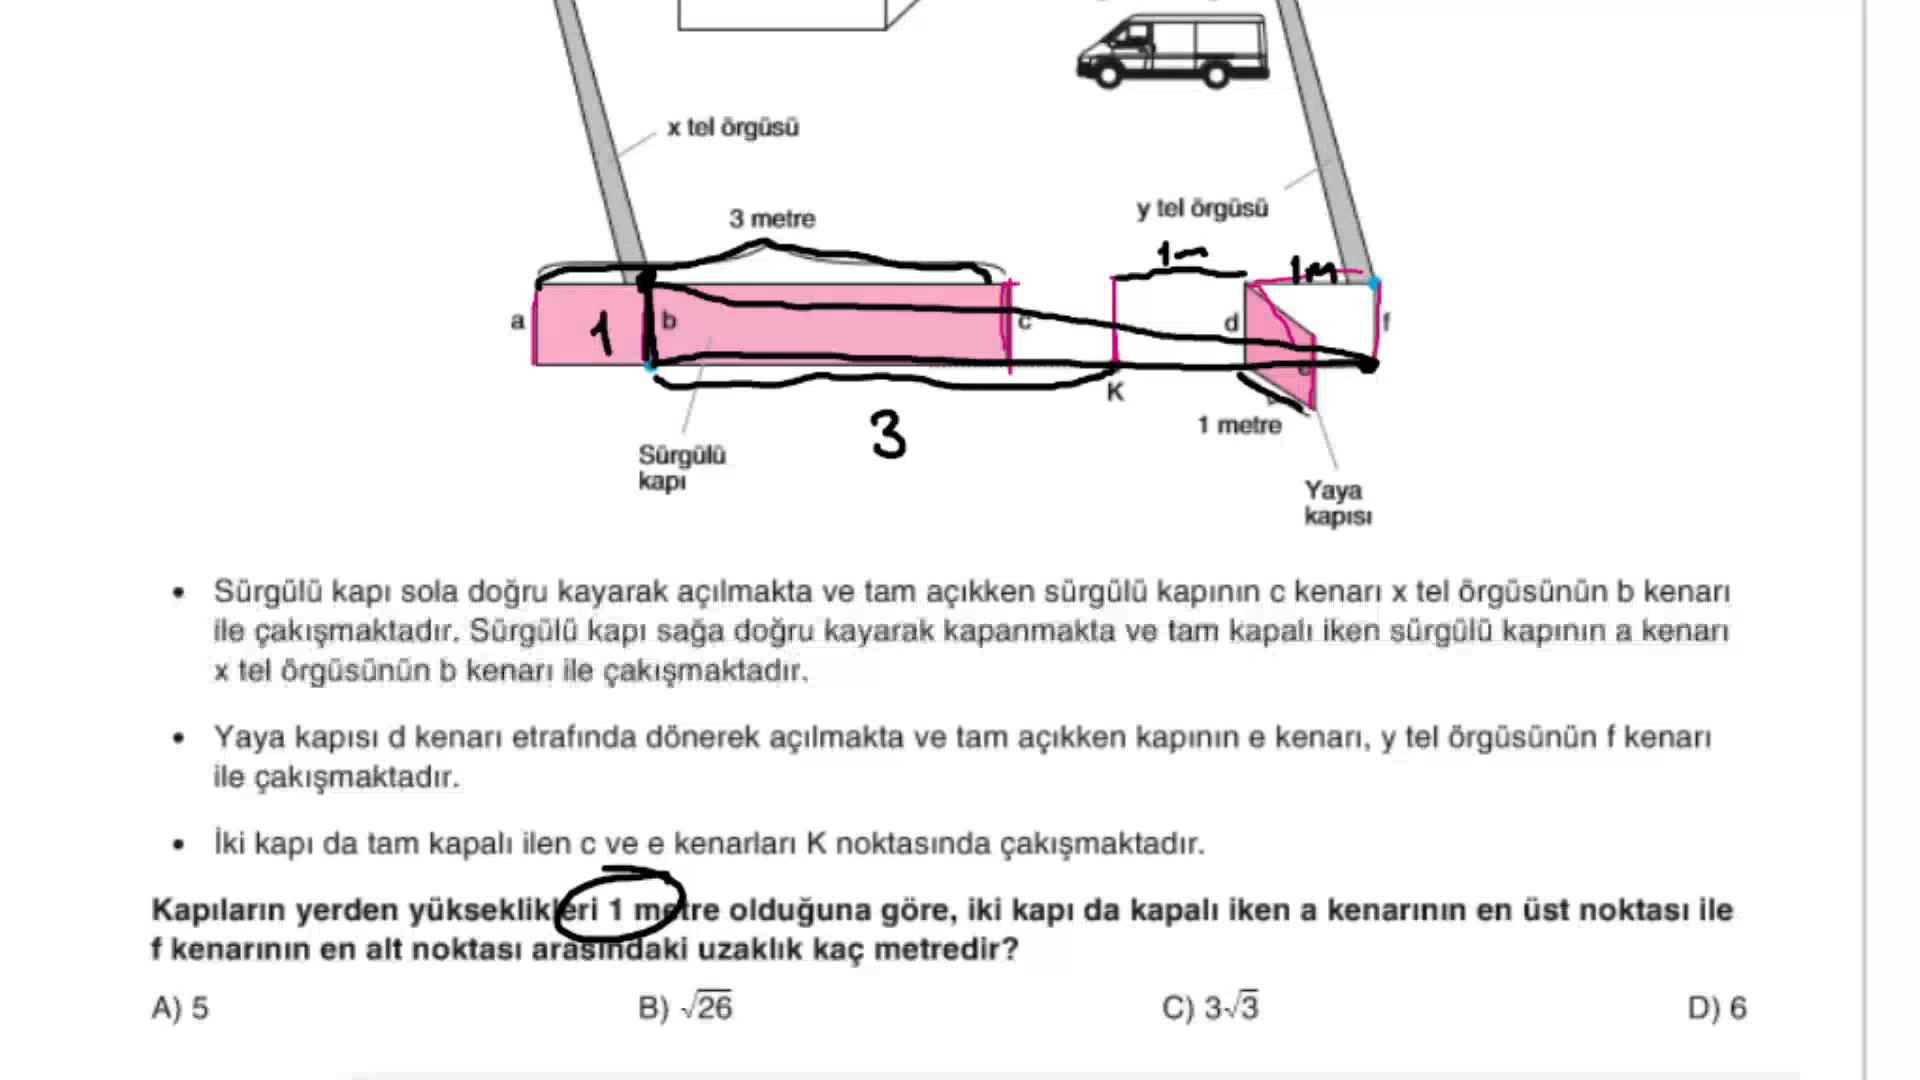 x tel örgüsü
y tel örgüsü
3 metre
1m
1m
a
1
b
c
d
e
f
K
3
1 metre
Sürgülü
kapı
Yaya
kapısı
• Sürgülü kapı sola doğru kayarak açılmakta ve tam açıkken sürgülü kapının c kenarı x tel örgüsünün b kenarı
ile çakışmaktadır. Sürgülü kapı sağa doğru kayarak kapanmakta ve tam kapalı iken sürgülü kapının a kenarı
x tel örgüsünün b kenarı ile çakışmaktadır.
• Yaya kapısı d kenarı etrafında dönerek açılmakta ve tam açıkken kapının e kenarı, y tel örgüsünün f kenarı
ile çakışmaktadır.
• İki kapı da tam kapalı ilen c ve e kenarları K noktasında çakışmaktadır.
Kapıların yerden yükseklikleri 1 metre olduğuna göre, iki kapı da kapalı iken a kenarının en üst noktası ile
f kenarının en alt noktası arasındaki uzaklık kaç metredir?
A) 5 B) √26 C) 3√3 D) 6